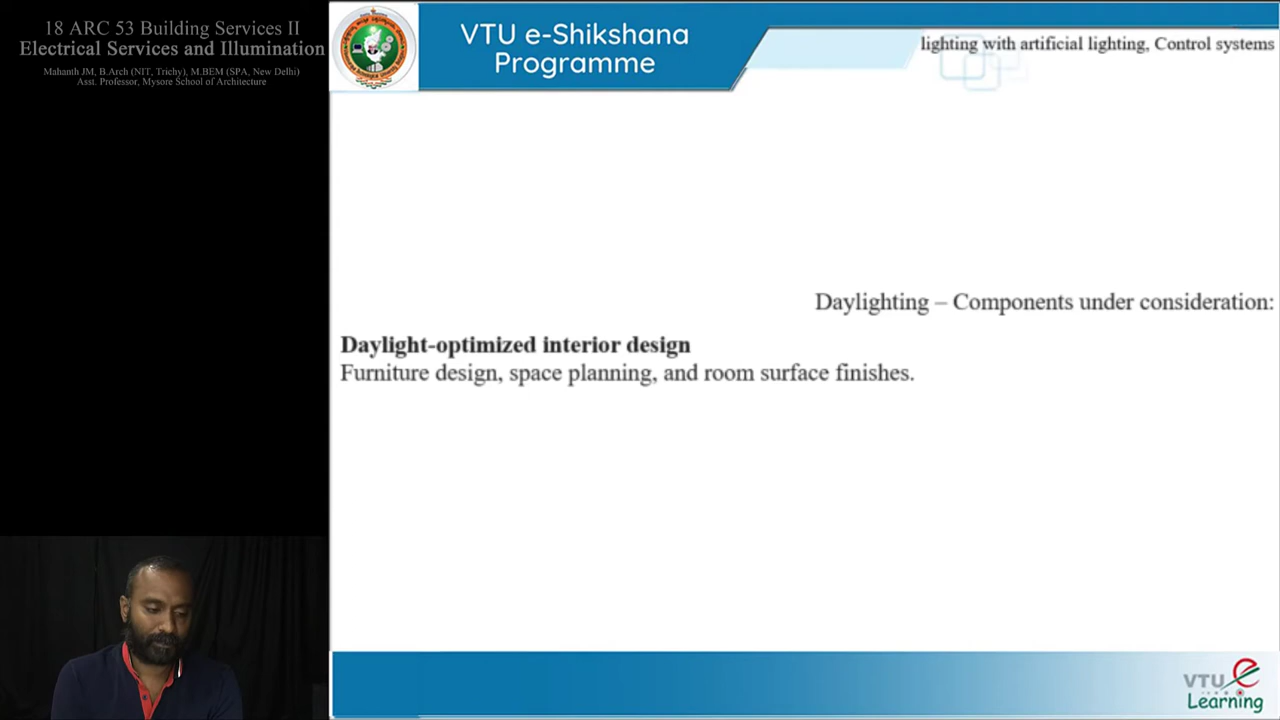 18 ARC 53 Building Services II
Electrical Services and Illumination
Mahanth JM, B.Arch (NIT, Trichy), M.BEM (SPA, New Delhi)
Asst. Professor, Mysore School of Architecture
VTU e-Shikshana
Programme
lighting with artificial lighting, Control systems
Daylighting – Components under consideration:
Daylight-optimized interior design
Furniture design, space planning, and room surface finishes.
VTU e
Learning